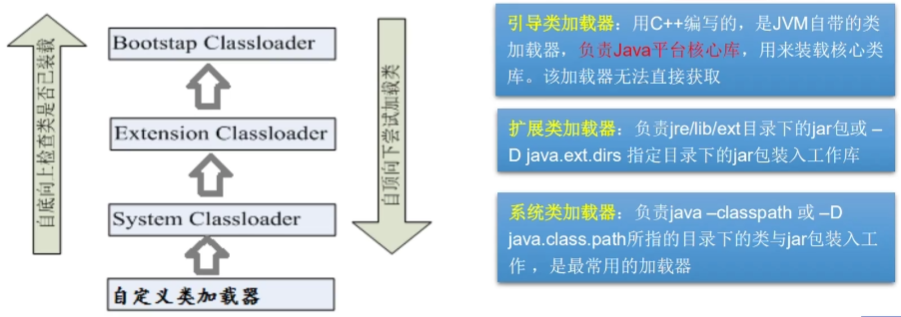 自底向上检查类是否已装载
Bootstap Classloader
Extension Classloader
System Classloader
自定义类加载器
自顶向下尝试加载类
引导类加载器：用C++编写的，是JVM自带的类
加载器，负责Java平台核心库，用来装载核心类
库。该加载器无法直接获取
扩展类加载器：负责jre/lib/ext目录下的jar包或 –
D java.ext.dirs 指定目录下的jar包装入工作库
系统类加载器：负责java –classpath 或 –D
java.class.path所指的目录下的类与jar包装入工
作 ，是最常用的加载器